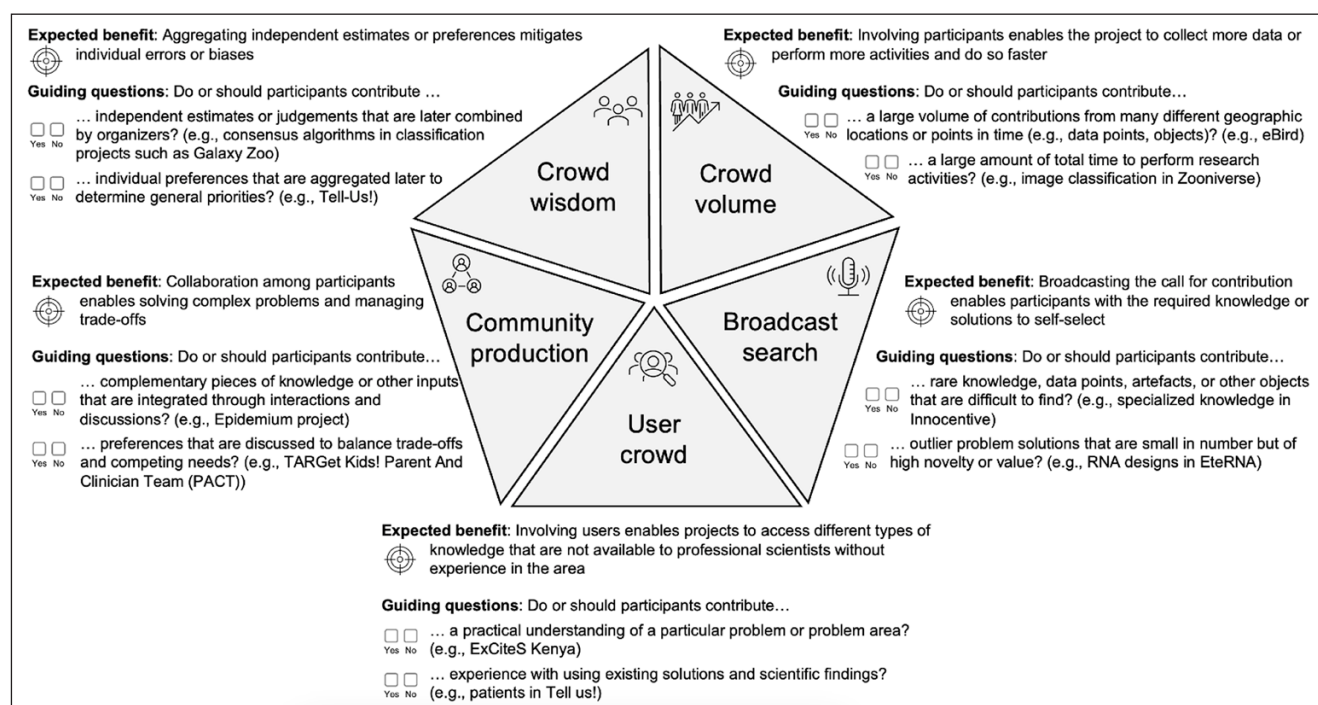 Expected benefit: Aggregating independent estimates or preferences mitigates
individual errors or biases
Guiding questions: Do or should participants contribute …
… independent estimates or judgements that are later combined
by organizers? (e.g., consensus algorithms in classification
projects such as Galaxy Zoo)
Yes No
… individual preferences that are aggregated later to
determine general priorities? (e.g., Tell-Us!)
Yes No
Expected benefit: Involving participants enables the project to collect more data or
perform more activities and do so faster
Guiding questions: Do or should participants contribute…
… a large volume of contributions from many different geographic
locations or points in time (e.g., data points, objects)? (e.g., eBird)
Yes No
… a large amount of total time to perform research
activities? (e.g., image classification in Zooniverse)
Yes No
Crowd
wisdom
Crowd
volume
Community
production
Broadcast
search
User
crowd
Expected benefit: Collaboration among participants
enables solving complex problems and managing
trade-offs
Guiding questions: Do or should participants contribute…
… complementary pieces of knowledge or other inputs
that are integrated through interactions and
discussions? (e.g., Epidemium project)
Yes No
… preferences that are discussed to balance trade-offs
and competing needs? (e.g., TARGet Kids! Parent And
Clinician Team (PACT))
Yes No
Expected benefit: Broadcasting the call for contribution
enables participants with the required knowledge or
solutions to self-select
Guiding questions: Do or should participants contribute…
… rare knowledge, data points, artefacts, or other objects
that are difficult to find? (e.g., specialized knowledge in
Innocentive)
Yes No
… outlier problem solutions that are small in number but of
high novelty or value? (e.g., RNA designs in EteRNA)
Yes No
Expected benefit: Involving users enables projects to access different types of
knowledge that are not available to professional scientists without
experience in the area
Guiding questions: Do or should participants contribute…
… a practical understanding of a particular problem or problem area?
(e.g., ExCiteS Kenya)
Yes No
… experience with using existing solutions and scientific findings?
(e.g., patients in Tell us!)
Yes No